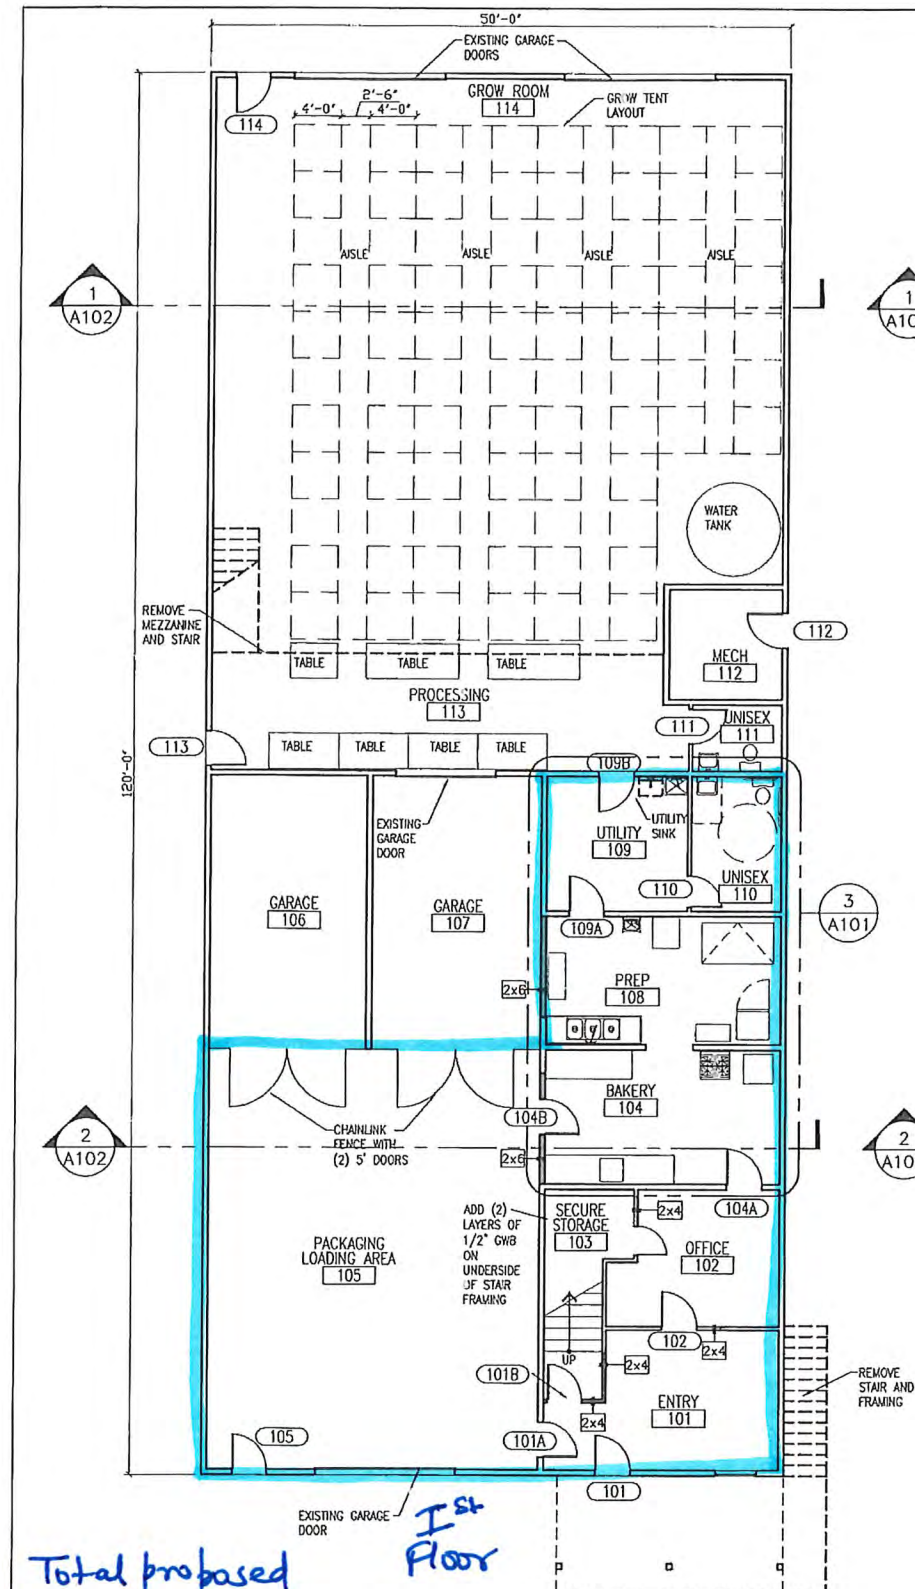 50'-0"
EXISTING GARAGE
DOORS
GROW ROOM
114
GROW TENT
LAYOUT
2'-6"
4'-0"
4'-0"
114
AISLE
AISLE
AISLE
AISLE
1
A102
1
A10
WATER
TANK
REMOVE
MEZZANINE
AND STAIR
112
MECH
112
TABLE
TABLE
TABLE
PROCESSING
113
111
UNISEX
111
113
TABLE
TABLE
TABLE
TABLE
109B
120'-0"
EXISTING
GARAGE
DOOR
UTILITY
SINK
UTILITY
109
110
UNISEX
110
GARAGE
106
GARAGE
107
3
A101
109A
PREP
108
2x6
BAKERY
104
104B
CHAINLINK
FENCE WITH
(2) 5' DOORS
2
A102
2
A10
2x6
104A
ADD (2)
LAYERS OF
1/2" GWB
ON
UNDERSIDE
OF STAIR
FRAMING
SECURE
STORAGE
103
2x4
OFFICE
102
PACKAGING
LOADING AREA
105
102
2x4
2x4
UP
101B
REMOVE
STAIR AND
FRAMING
ENTRY
101
2x4
105
101A
101
EXISTING GARAGE
DOOR
Ist
Floor
Total proposed